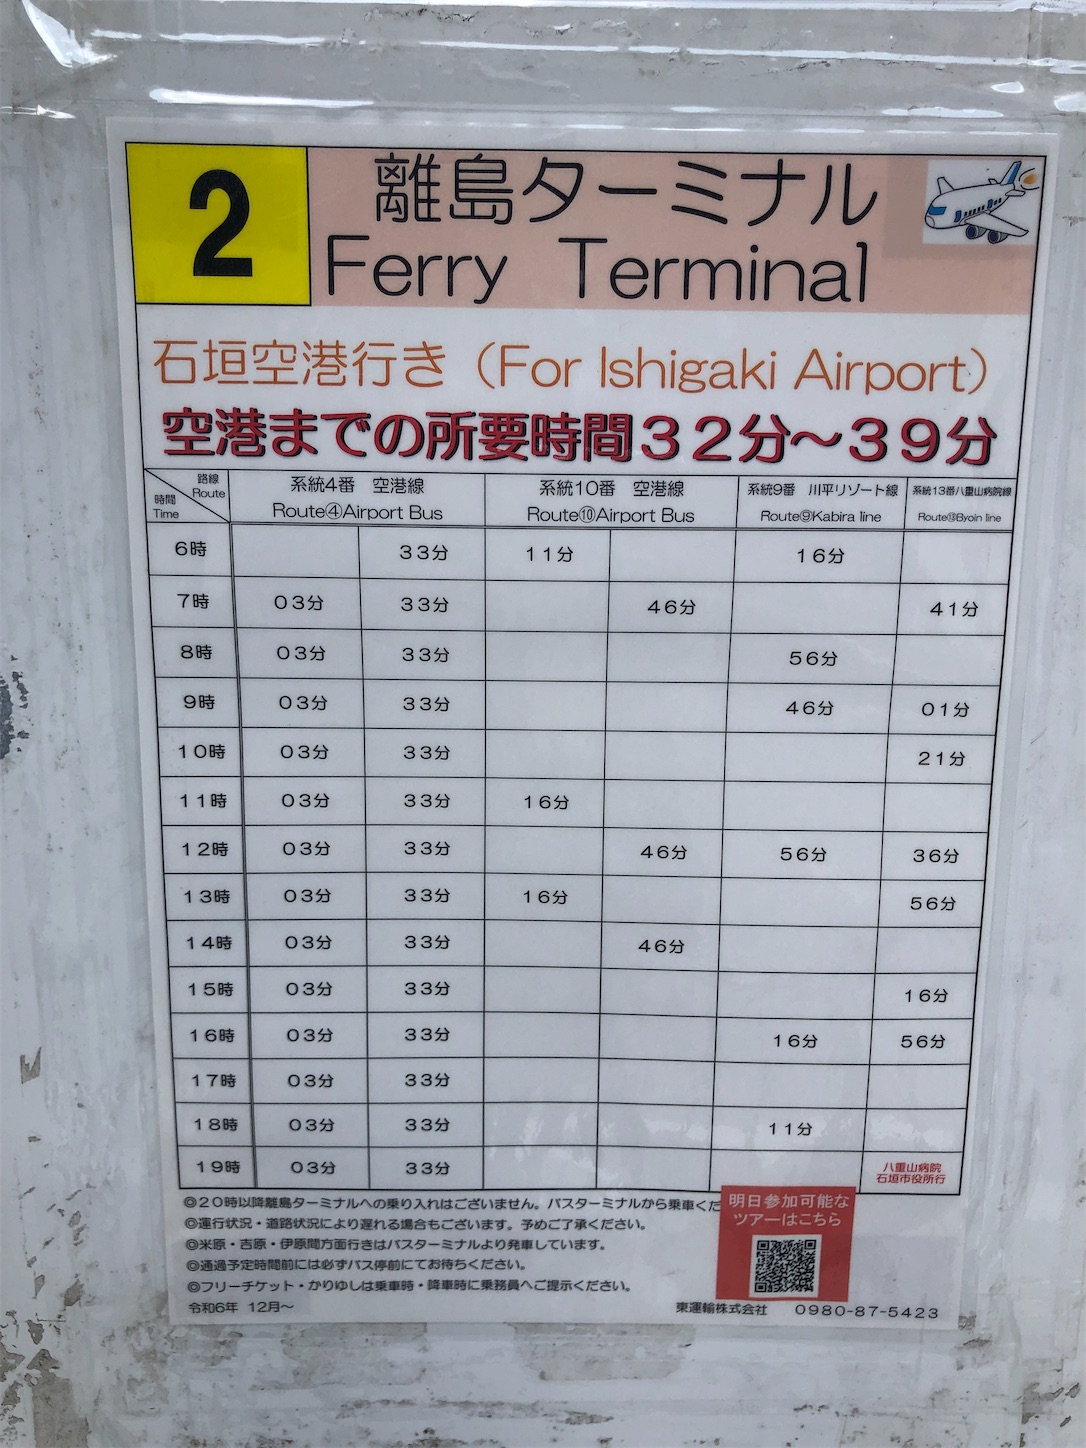 2
離島ターミナル
Ferry Terminal
石垣空港行き（For Ishigaki Airport）
空港までの所要時間３２分～３９分
路線 Route 時間 Time 系統4番　空港線 Route④Airport Bus 系統10番　空港線 Route⑩Airport Bus 系統9番　川平リゾート線 Route⑨Kabira line 系統13番八重山病院線 Route⑬Byoin line
6時 33分 11分 16分
7時 03分 33分 46分 41分
8時 03分 33分 56分
9時 03分 33分 46分 01分
10時 03分 33分 21分
11時 03分 33分 16分
12時 03分 33分 46分 56分 36分
13時 03分 33分 16分 56分
14時 03分 33分 46分
15時 03分 33分 16分
16時 03分 33分 16分 56分
17時 03分 33分
18時 03分 33分 11分
19時 03分 33分 八重山病院 石垣市役所行
◎２０時以降離島ターミナルへの乗り入れはございません。バスターミナルから乗車くだ
◎運行状況・道路状況により遅れる場合もございます。予めご了承ください。
◎米原・吉原・伊原間方面行きはバスターミナルより発車しています。
◎通過予定時間前には必ずバス停前にてお待ちください。
◎フリーチケット・かりゆしは乗車時・降車時に乗務員へご提示ください。
明日参加可能な
ツアーはこちら
令和6年　12月～
東運輸株式会社　0980-87-5423